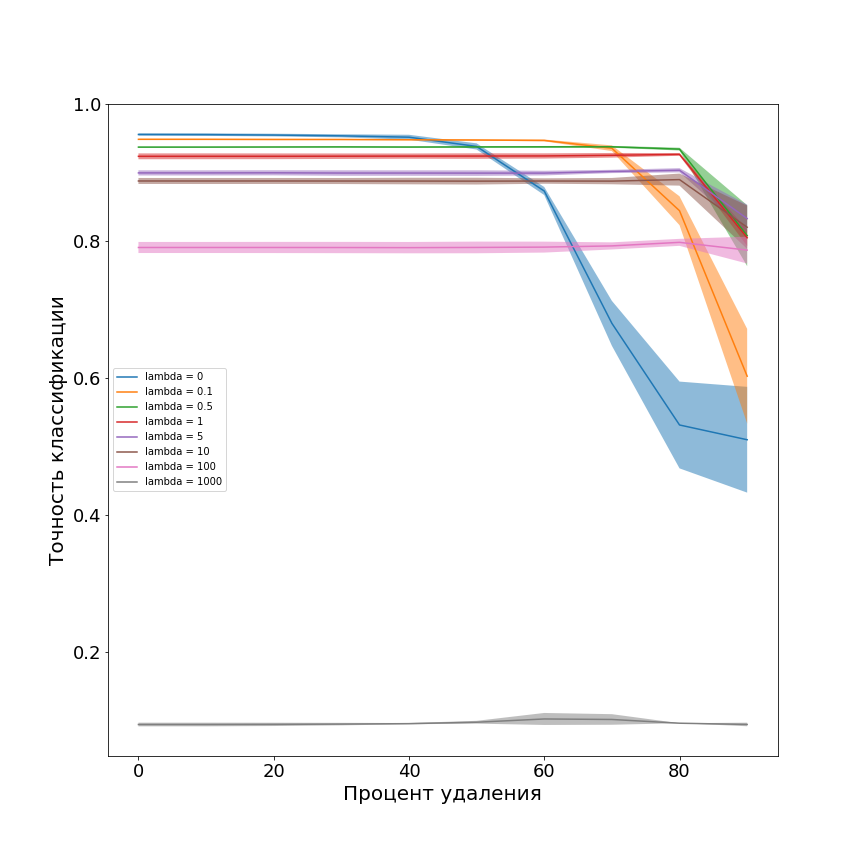 1.0
0.8
0.6
0.4
0.2
Точность классификации
lambda = 0
lambda = 0.1
lambda = 0.5
lambda = 1
lambda = 5
lambda = 10
lambda = 100
lambda = 1000
0 20 40 60 80
Процент удаления